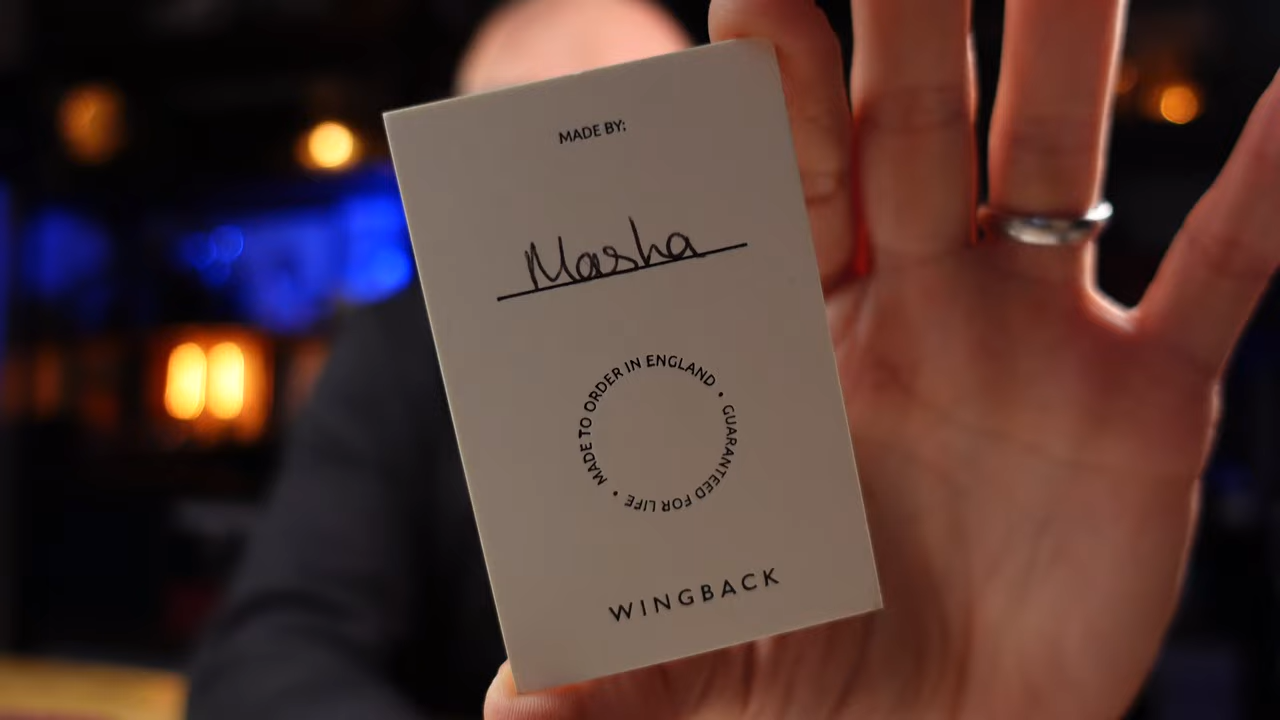 MADE BY:
Masha
MADE TO ORDER IN ENGLAND • GUARANTEED FOR LIFE •
WINGBACK